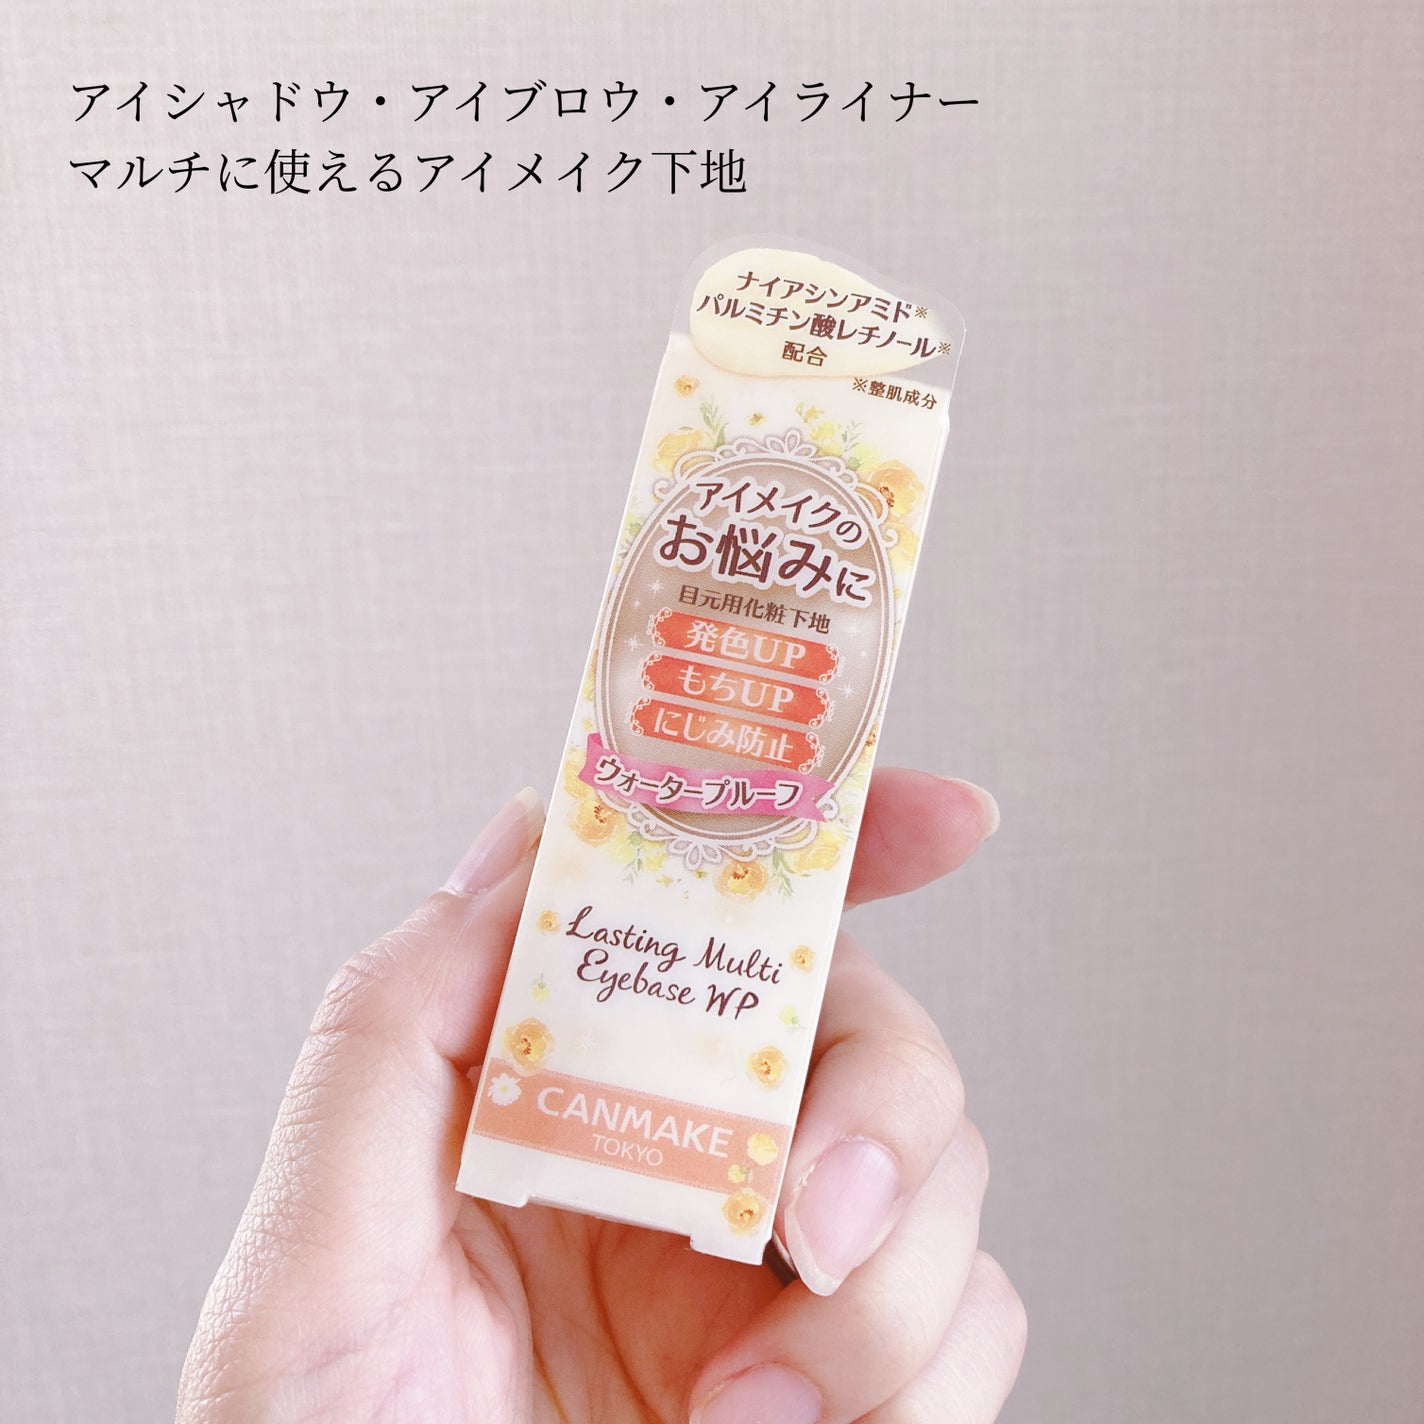 アイシャドウ・アイブロウ・アイライナー
マルチに使えるアイメイク下地
ナイアシンアミド※
パルミチン酸レチノール※
配合
※整肌成分
アイメイクの
お悩みに
目元用化粧下地
発色UP
もちUP
にじみ防止
ウォータープルーフ
Lasting Multi
Eyebase WP
CANMAKE
TOKYO